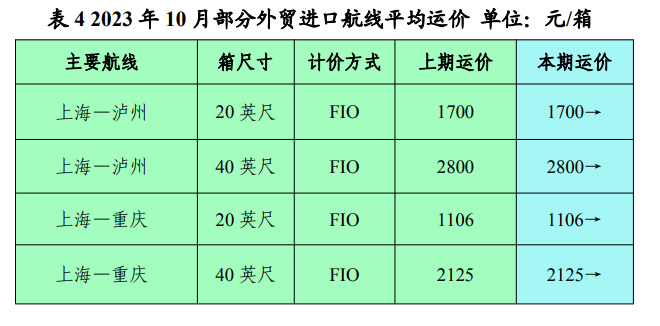 表 4 2023 年 10 月部分外贸进口航线平均运价 单位：元/箱
主要航线 箱尺寸 计价方式 上期运价 本期运价
上海—泸州 20 英尺 FIO 1700 1700→
上海—泸州 40 英尺 FIO 2800 2800→
上海—重庆 20 英尺 FIO 1106 1106→
上海—重庆 40 英尺 FIO 2125 2125→